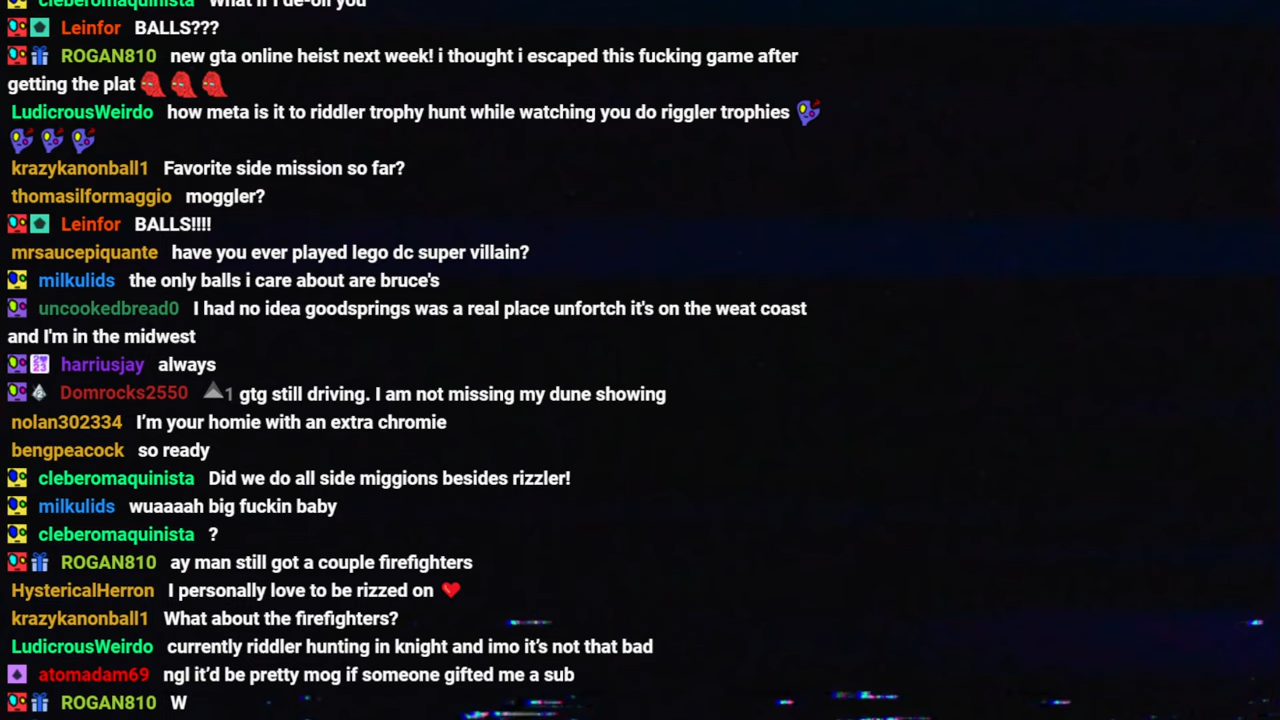 cleberomaquinista What if I de-oil you
Leinfor BALLS???
ROGAN810 new gta online heist next week! i thought i escaped this fucking game after
getting the plat
LudicrousWeirdo how meta is it to riddler trophy hunt while watching you do riggler trophies
krazykanonball1 Favorite side mission so far?
thomasilformaggio moggler?
Leinfor BALLS!!!!
mrsaucepiquante have you ever played lego dc super villain?
milkulids the only balls i care about are bruce's
uncookedbread0 I had no idea goodsprings was a real place unfortch it's on the weat coast
and I'm in the midwest
harriusjay always
Domrocks2550 1 gtg still driving. I am not missing my dune showing
nolan302334 I’m your homie with an extra chromie
bengpeacock so ready
cleberomaquinista Did we do all side miggions besides rizzler!
milkulids wuaaaah big fuckin baby
cleberomaquinista ?
ROGAN810 ay man still got a couple firefighters
HystericalHerron I personally love to be rizzed on ❤️
krazykanonball1 What about the firefighters?
LudicrousWeirdo currently riddler hunting in knight and imo it’s not that bad
atomadam69 ngl it’d be pretty mog if someone gifted me a sub
ROGAN810 W